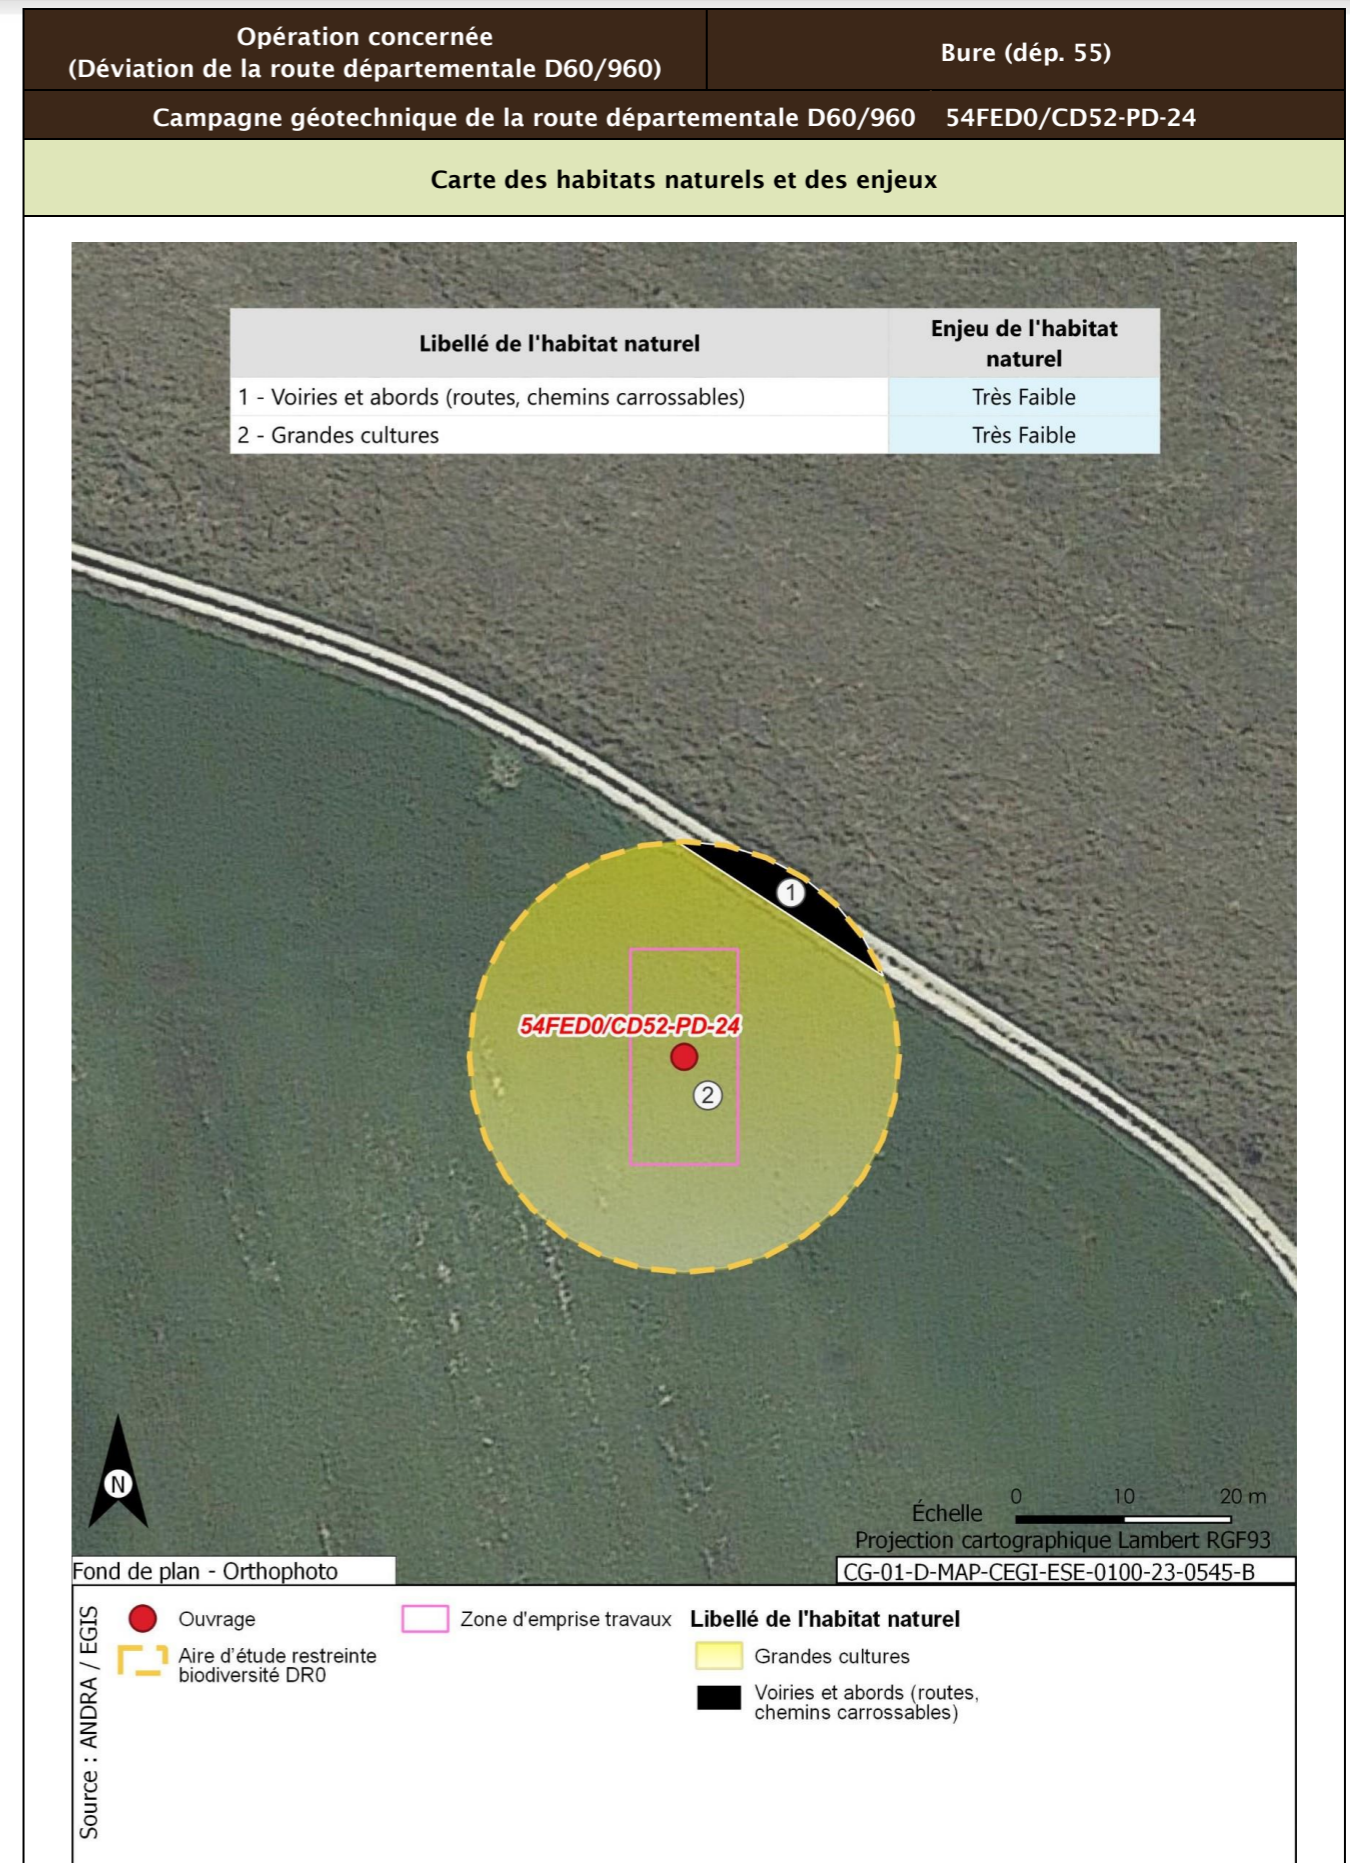 Opération concernée
(Déviation de la route départementale D60/960)
Bure (dép. 55)
Campagne géotechnique de la route départementale D60/960 54FED0/CD52-PD-24
Carte des habitats naturels et des enjeux
Libellé de l'habitat naturel
Enjeu de l'habitat
naturel
1 - Voiries et abords (routes, chemins carrossables)
Très Faible
2 - Grandes cultures
Très Faible
1
54FED0/CD52-PD-24
2
N
Échelle
0 10 20 m
Projection cartographique Lambert RGF93
Fond de plan - Orthophoto
CG-01-D-MAP-CEGI-ESE-0100-23-0545-B
Source : ANDRA / EGIS
Ouvrage
Aire d'étude restreinte
biodiversité DR0
Zone d'emprise travaux
Libellé de l'habitat naturel
Grandes cultures
Voiries et abords (routes,
chemins carrossables)